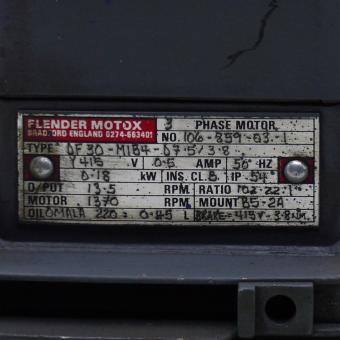 FLENDER MOTOX 3 PHASE MOTOR
BRADFORD ENGLAND 0274-663401 NO. 106-859-03-1
TYPE DF30-M1B4-D7.5/3.8
Y415 V 0.5 AMP 50 HZ
0.18 kW INS. CL. B IP 54
O/PUT 13.5 RPM. RATIO 102.22:1
MOTOR 1370 RPM. MOUNT B5-2A
OIL OMALA 220: 0.45 L BRAKE-415V-3.8Nm